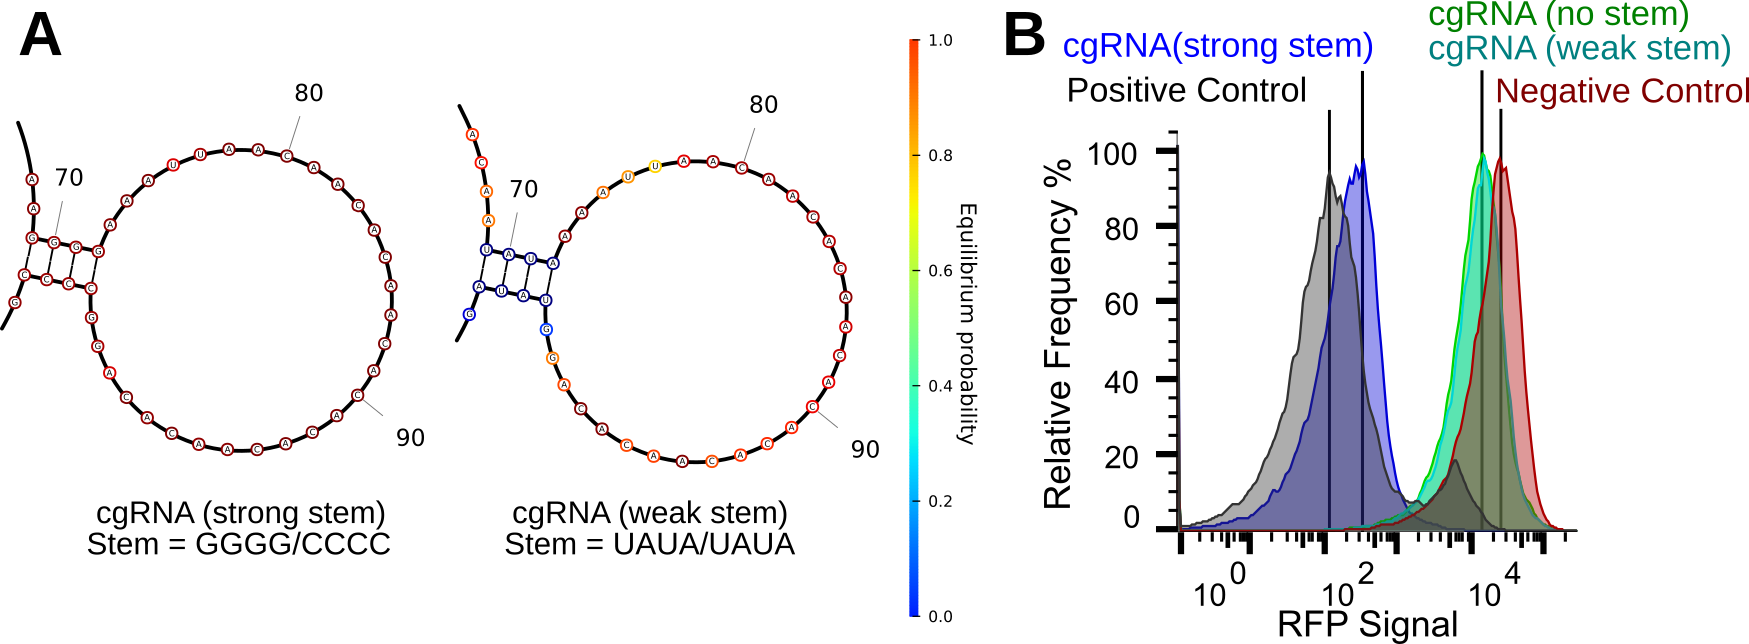 A
80
70
90
cgRNA (strong stem)
Stem = GGGG/CCCC
80
70
90
cgRNA (weak stem)
Stem = UAUA/UAUA
1.0
0.8
0.6
0.4
0.2
0.0
Equilibrium probability
B
cgRNA (no stem)
cgRNA(strong stem)
cgRNA (weak stem)
Positive Control
Negative Control
Relative Frequency %
100
80
60
40
20
0
10 0
10 2
10 4
RFP Signal